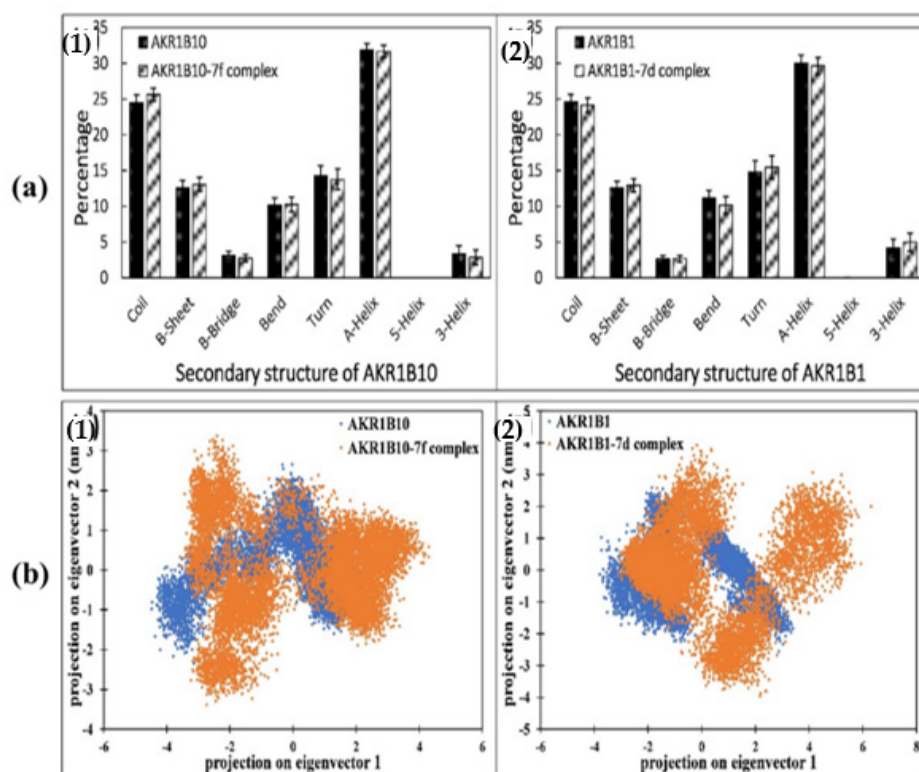 (a)
(1)
AKR1B10
AKR1B10-7f complex
Percentage
35
30
25
20
15
10
5
0
Coil
B-Sheet
B-Bridge
Bend
Turn
A-Helix
5-Helix
3-Helix
Secondary structure of AKR1B10
(2)
AKR1B1
AKR1B1-7d complex
Percentage
35
30
25
20
15
10
5
0
Coil
B-Sheet
B-Bridge
Bend
Turn
A-Helix
5-Helix
3-Helix
Secondary structure of AKR1B1
(b)
(1)
AKR1B10
AKR1B10-7f complex
projection on eigenvector 2 (nm)
4
3
2
1
0
-1
-2
-3
-4
-6
-4
-2
0
2
4
6
projection on eigenvector 1
(2)
AKR1B1
AKR1B1-7d complex
projection on eigenvector 2 (nm)
5
4
3
2
1
0
-1
-2
-3
-4
-5
-6
-4
-2
0
2
4
6
8
projection on eigenvector 1